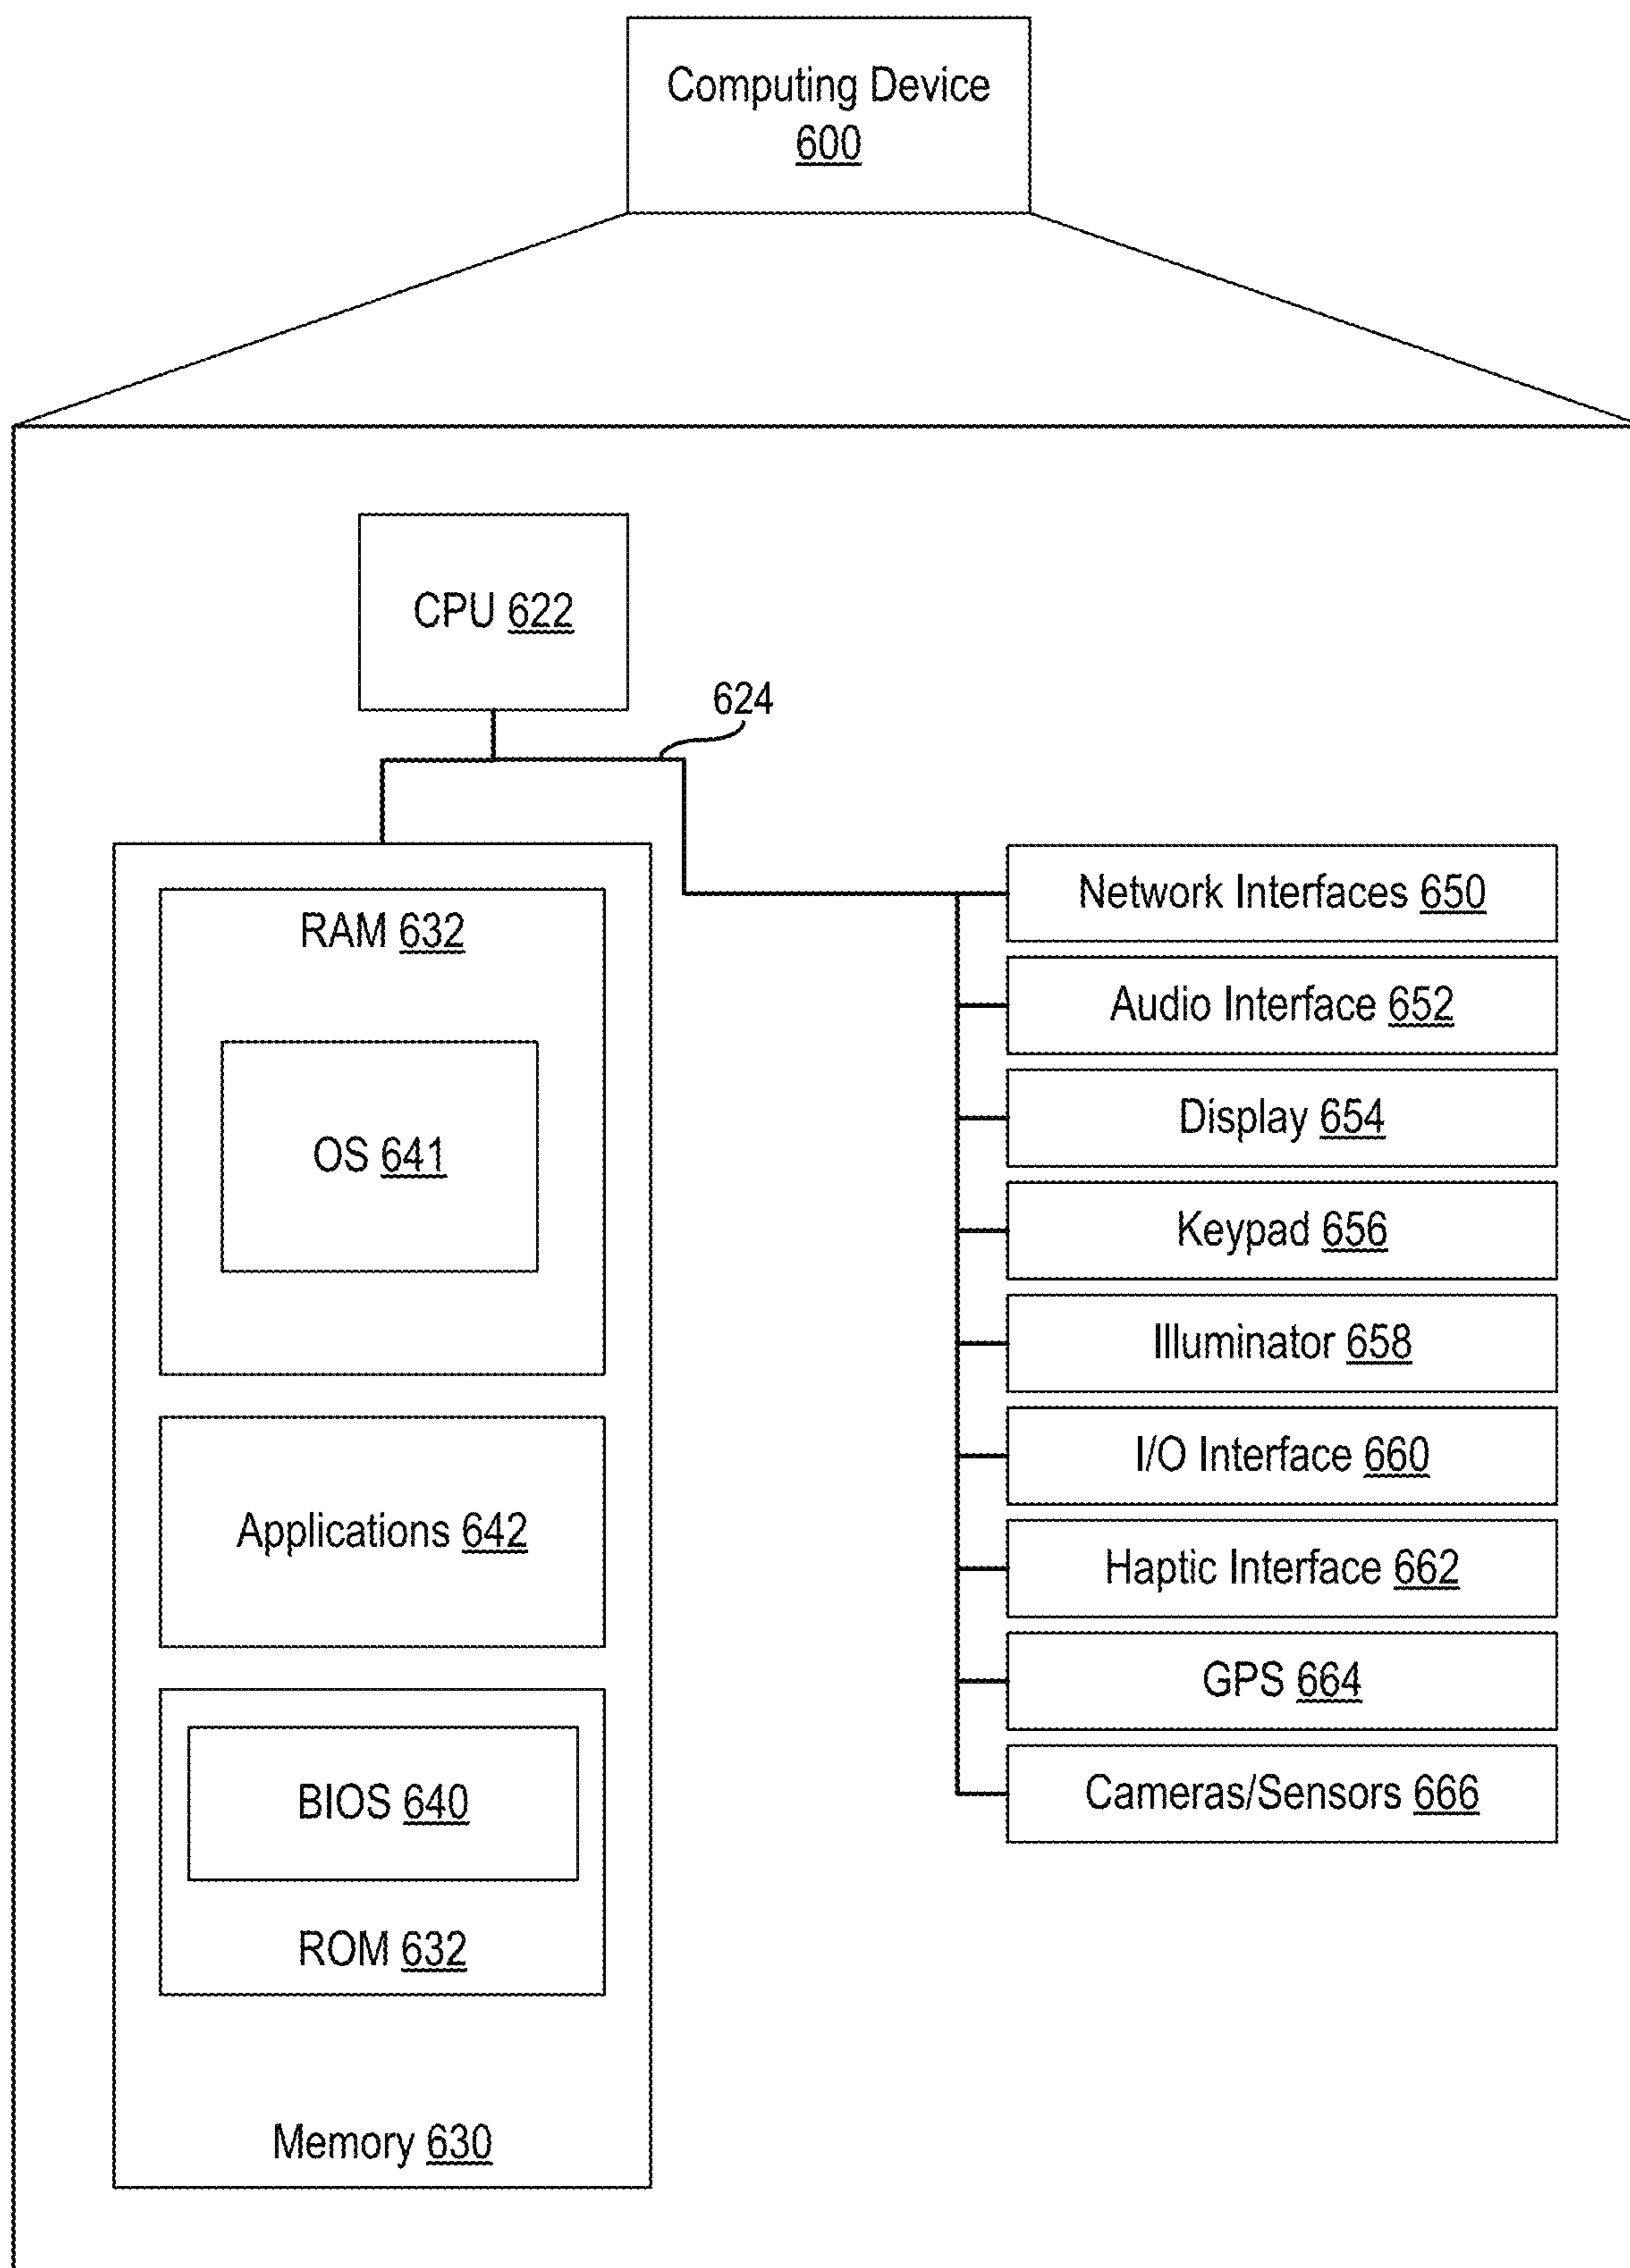 Computing Device
600
CPU 622
624
RAM 632
OS 641
Applications 642
BIOS 640
ROM 632
Memory 630
Network Interfaces 650
Audio Interface 652
Display 654
Keypad 656
Illuminator 658
I/O Interface 660
Haptic Interface 662
GPS 664
Cameras/Sensors 666